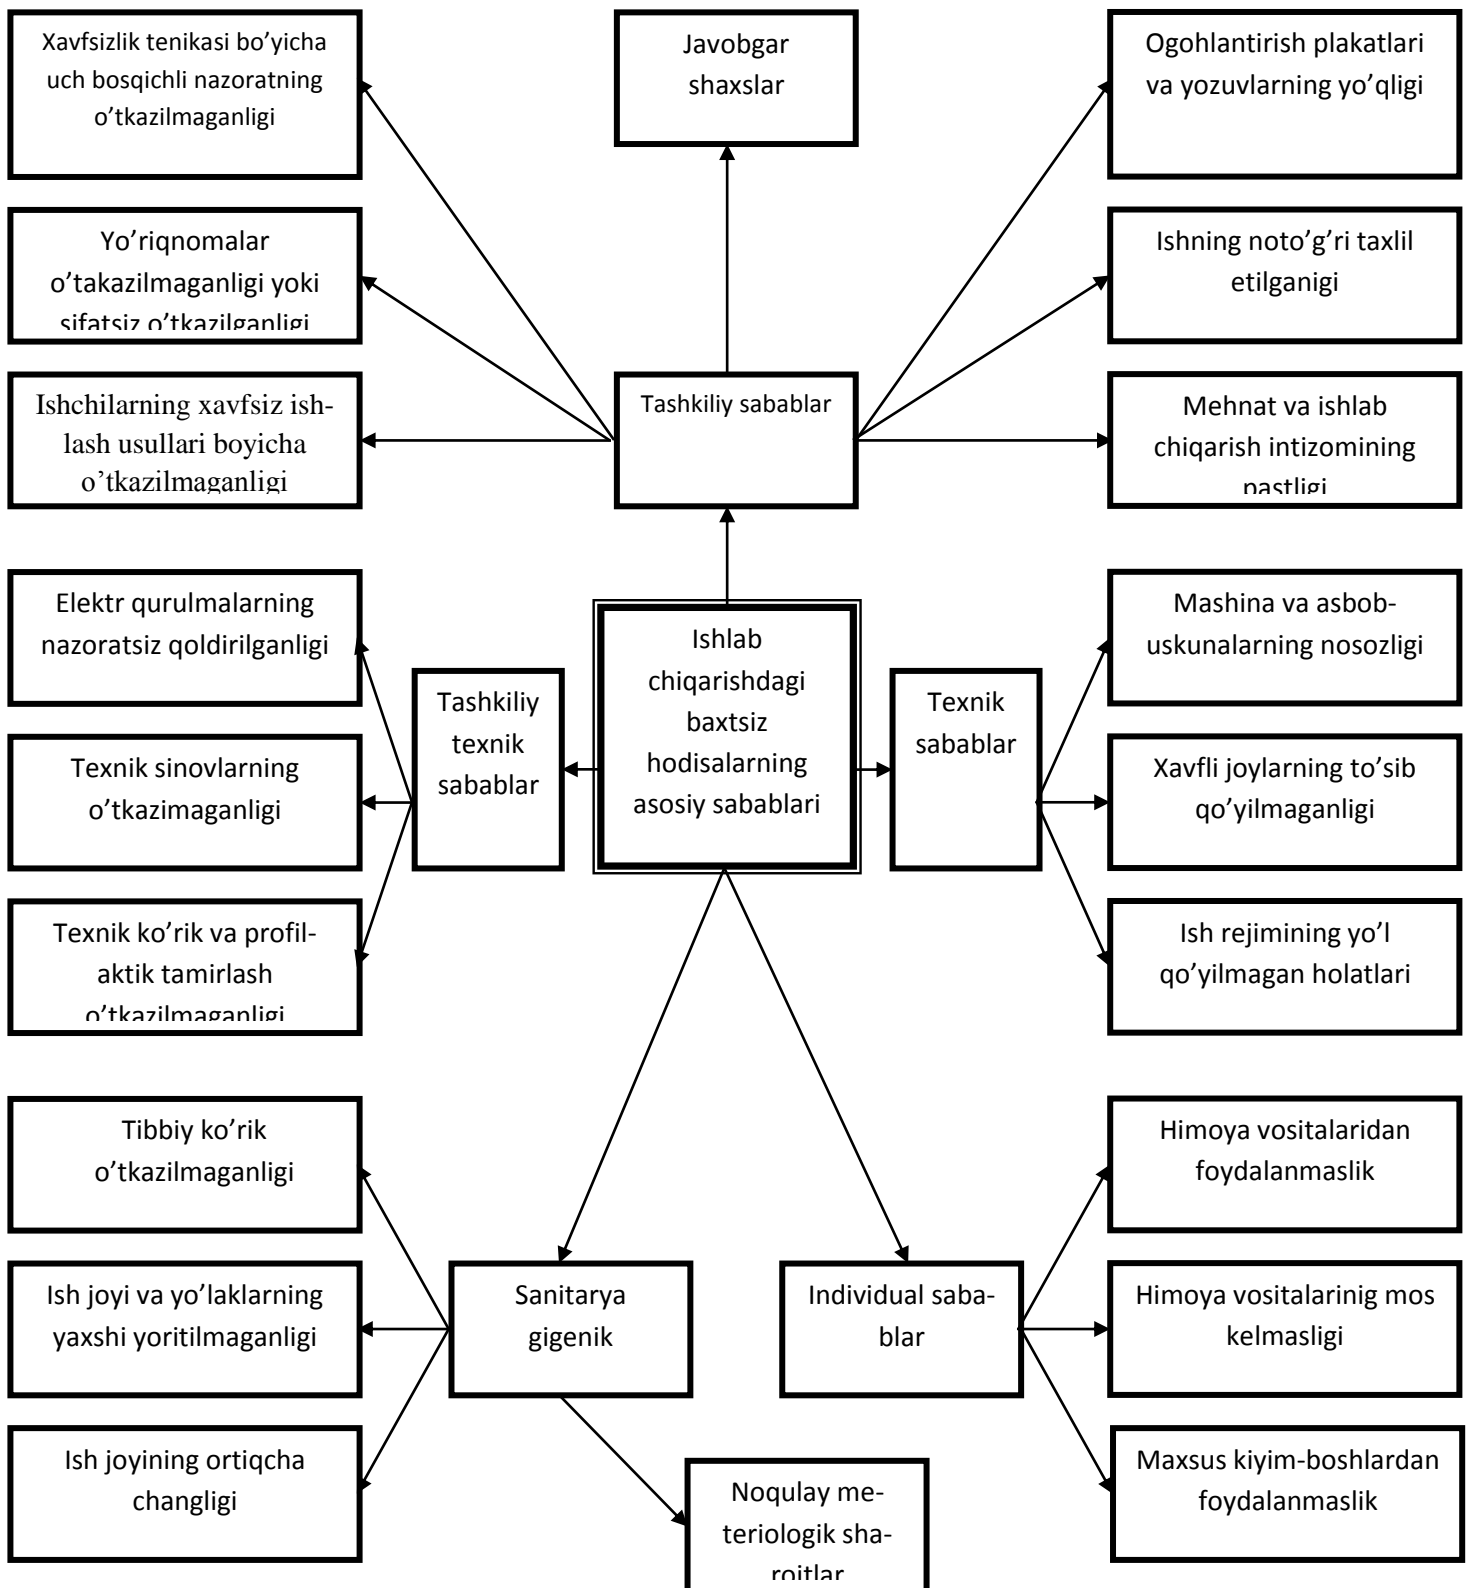 Xavfsizlik tenikasi bo’yicha
uch bosqichli nazoratning
o’tkazilmaganligi
Javobgar
shaxslar
Ogohlantirish plakatlari
va yozuvlarning yo’qligi
Yo’riqnomalar
o’takazilmaganligi yoki
sifatsiz o’tkazilganligi
Ishning noto’g’ri taxlil
etilganigi
Ishchilarning xavfsiz ish-
lash usullari boyicha
o’tkazilmaganligi
Tashkiliy sabablar
Mehnat va ishlab
chiqarish intizomining
pastligi
Elektr qurulmalarning
nazoratsiz qoldirilganligi
Tashkiliy
texnik
sabablar
Ishlab
chiqarishdagi
baxtsiz
hodisalarning
asosiy sabablari
Texnik
sabablar
Mashina va asbob-
uskunalarning nosozligi
Texnik sinovlarning
o’tkazimaganligi
Xavfli joylarning to’sib
qo’yilmaganligi
Texnik ko’rik va profil-
aktik tamirlash
o’tkazilmaganligi
Ish rejimining yo’l
qo’yilmagan holatlari
Tibbiy ko’rik
o’tkazilmaganligi
Himoya vositalaridan
foydalanmaslik
Ish joyi va yo’laklarning
yaxshi yoritilmaganligi
Sanitarya
gigenik
Individual saba-
blar
Himoya vositalarinig mos
kelmasligi
Ish joyining ortiqcha
changligi
Noqulay me-
teriologik sha-
roitlar
Maxsus kiyim-boshlardan
foydalanmaslik